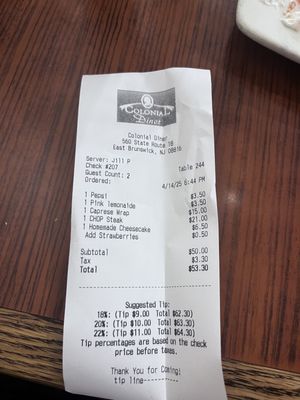 COLONIAL
Diner
Colonial Diner
560 State Route 18
East Brunswick, NJ 08816
Server: Jill P
Table 244
Check #207
Guest Count: 2
Ordered:
4/14/25 6:44 PM
1 Pepsi $3.50
1 Pink lemonaide $3.50
1 Caprese Wrap $15.00
1 CHOP Steak $21.00
1 Homemade Cheesecake $6.50
Add Strawberries $0.50
Subtotal $50.00
Tax $3.30
Total $53.30
Suggested Tip:
18%: (Tip $9.00 Total $62.30)
20%: (Tip $10.00 Total $63.30)
22%: (Tip $11.00 Total $64.30)
Tip percentages are based on the check
price before taxes.
Thank You for Coming!
tip line-----------